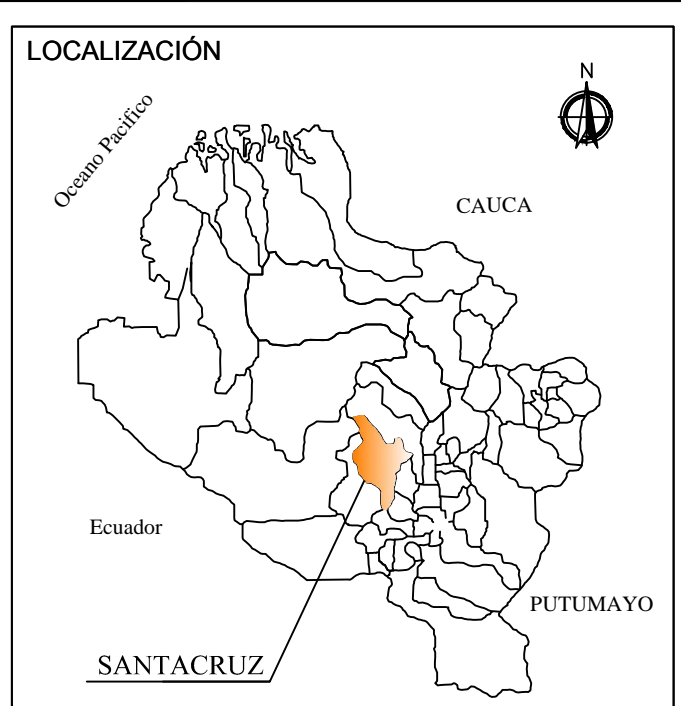 LOCALIZACIÓN
N
Oceano Pacifico
CAUCA
Ecuador
PUTUMAYO
SANTACRUZ